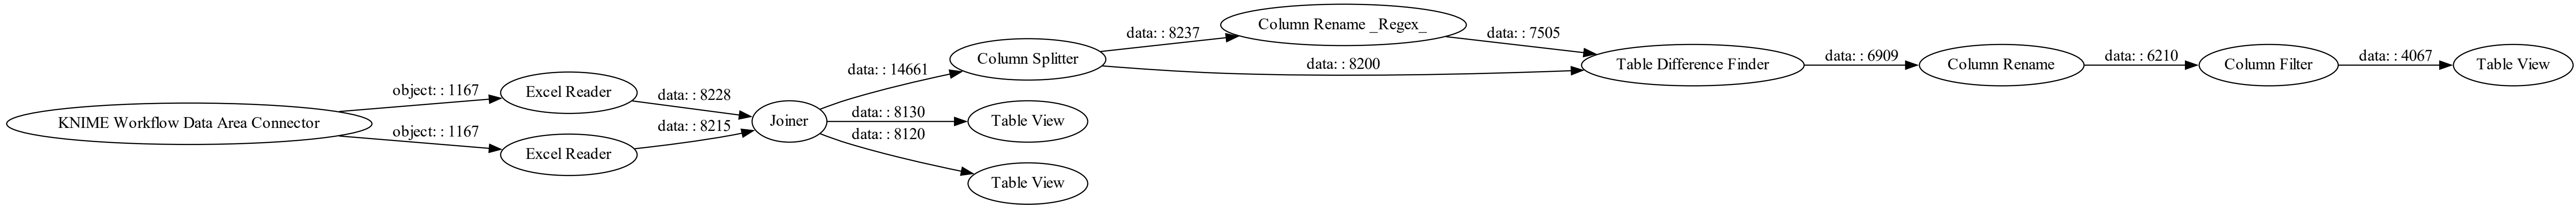 KNIME Workflow Data Area Connector
object: : 1167
object: : 1167
Excel Reader
Excel Reader
data: : 8228
data: : 8215
Joiner
data: : 14661
data: : 8130
data: : 8120
Column Splitter
Table View
Table View
data: : 8237
data: : 8200
Column Rename _Regex_
data: : 7505
Table Difference Finder
data: : 6909
Column Rename
data: : 6210
Column Filter
data: : 4067
Table View